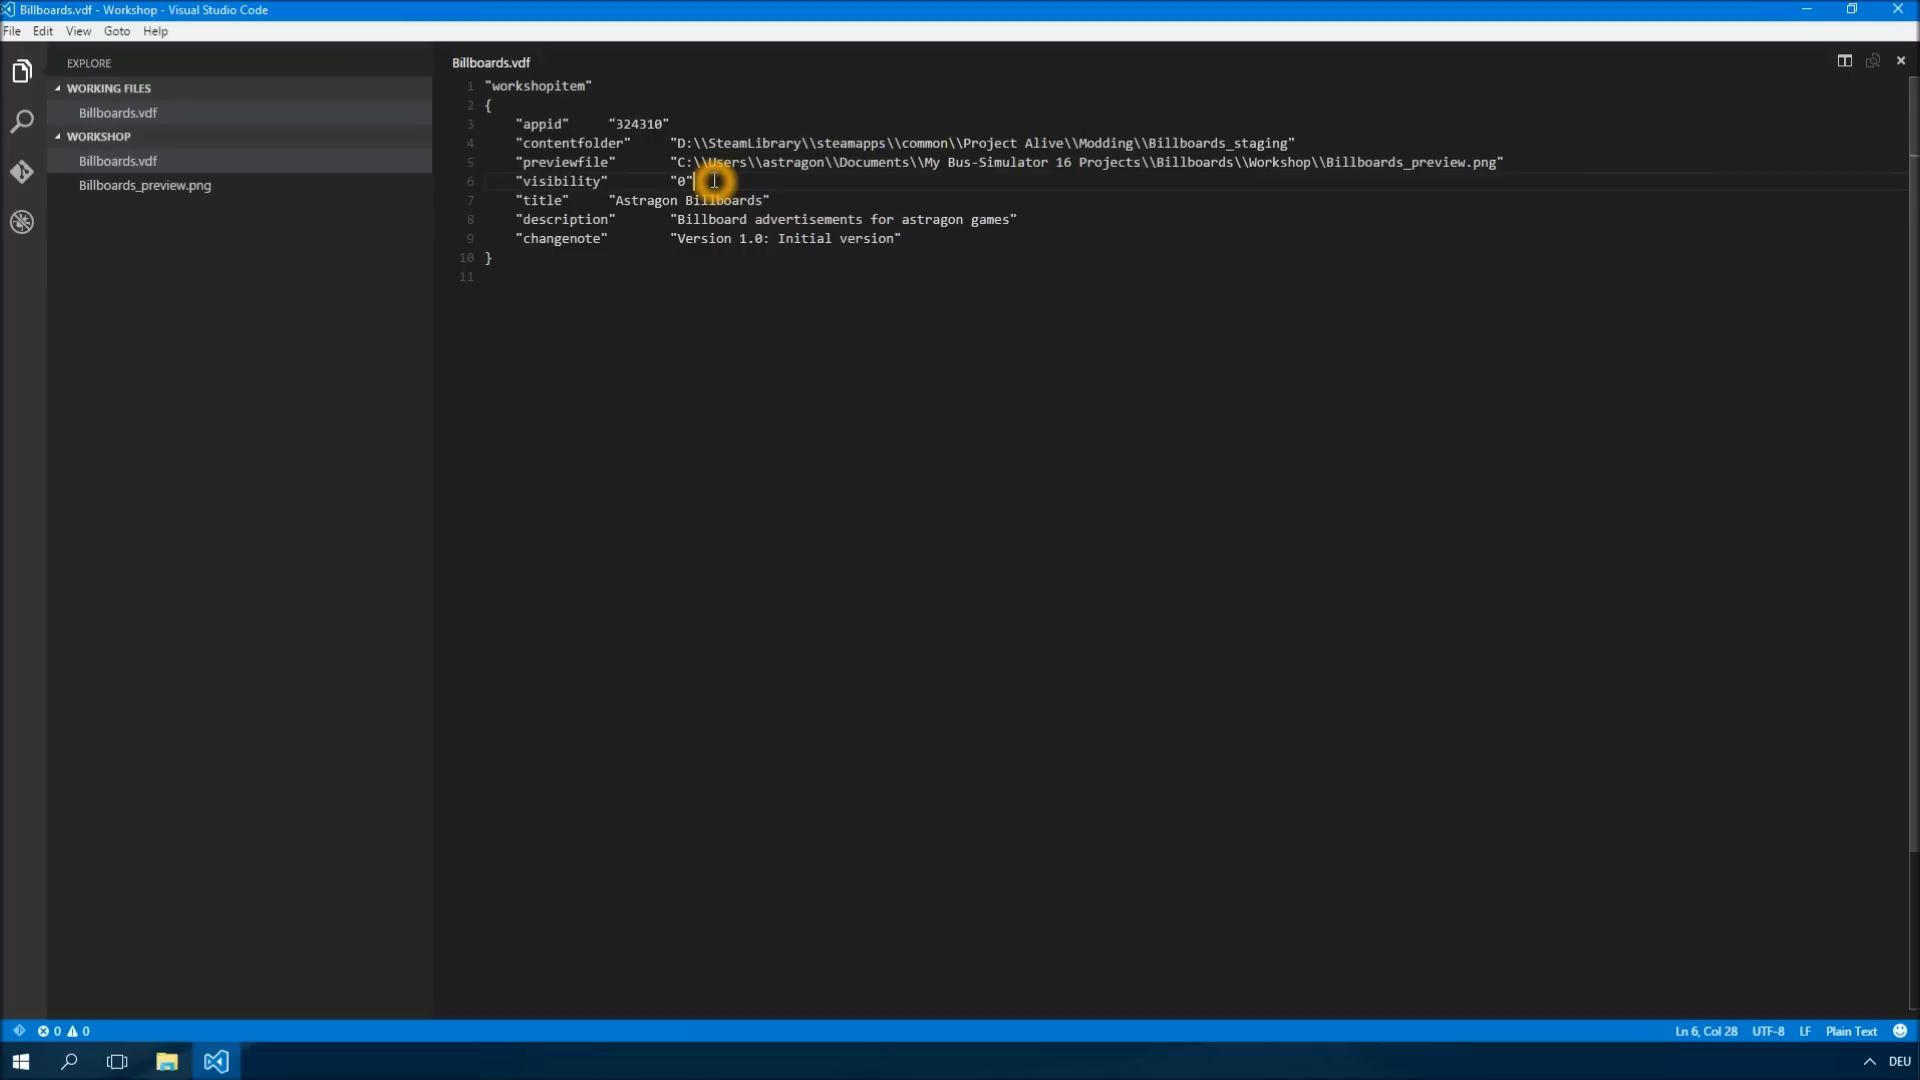 Billboards.vdf - Workshop - Visual Studio Code
File Edit View Goto Help
EXPLORE
WORKING FILES
Billboards.vdf
WORKSHOP
Billboards.vdf
Billboards_preview.png
Billboards.vdf
1 "workshopitem"
2 {
3 "appid" "324310"
4 "contentfolder" "D:\\SteamLibrary\\steamapps\\common\\Project Alive\\Modding\\Billboards_staging"
5 "previewfile" "C:\\Users\\astragon\\Documents\\My Bus-Simulator 16 Projects\\Billboards\\Workshop\\Billboards_preview.png"
6 "visibility" "0"
7 "title" "Astragon Billboards"
8 "description" "Billboard advertisements for astragon games"
9 "changenote" "Version 1.0: Initial version"
10 }
11
0 0 Ln 6, Col 28 UTF-8 LF Plain Text
DEU